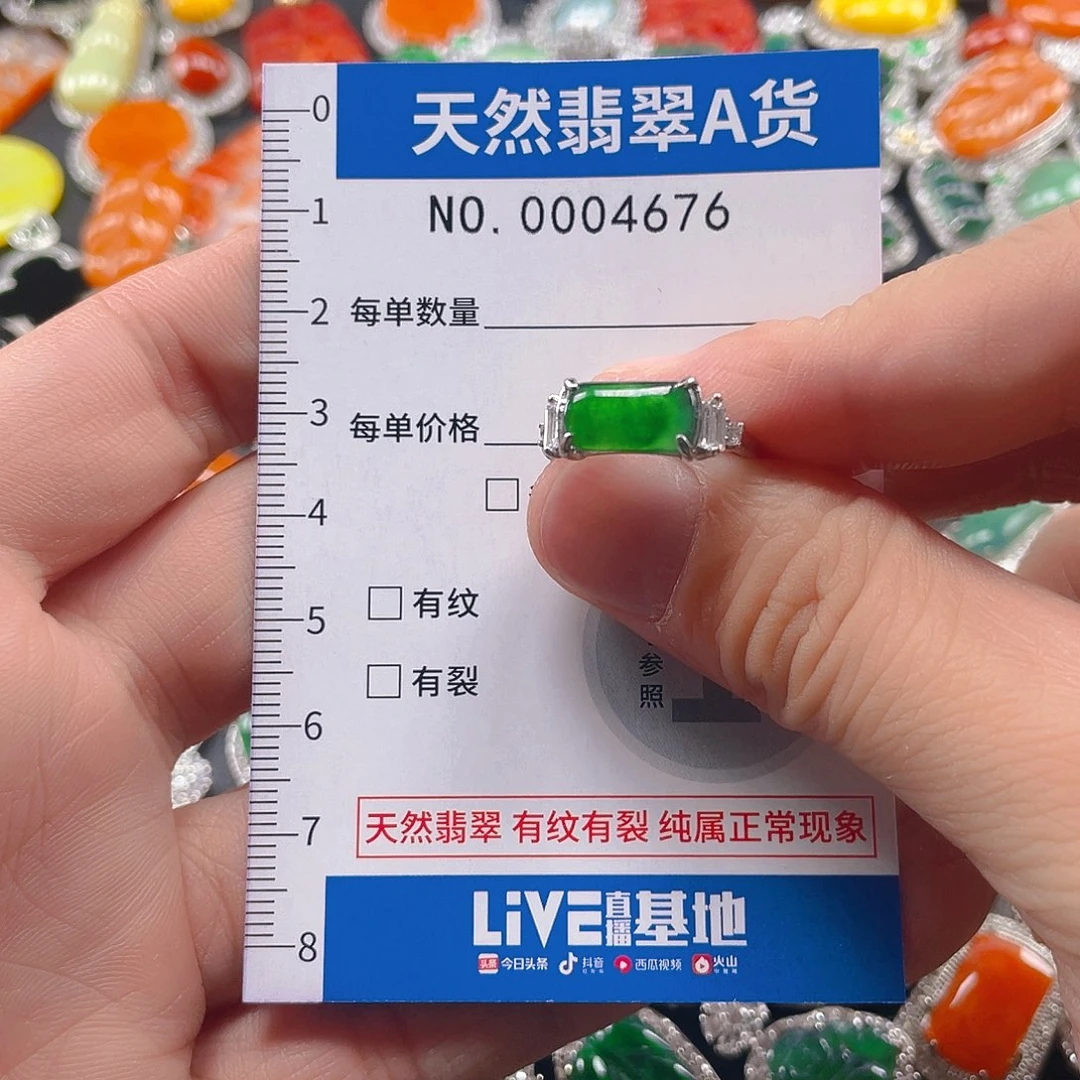 天然翡翠A货
0
NO. 0004676
1
2 每单数量
3 每单价格
4
5 有纹
有裂
参照
6
7 天然翡翠 有纹有裂 纯属正常现象
8
LiVE直播基地
头条 今日头条 抖音 西瓜视频 火山